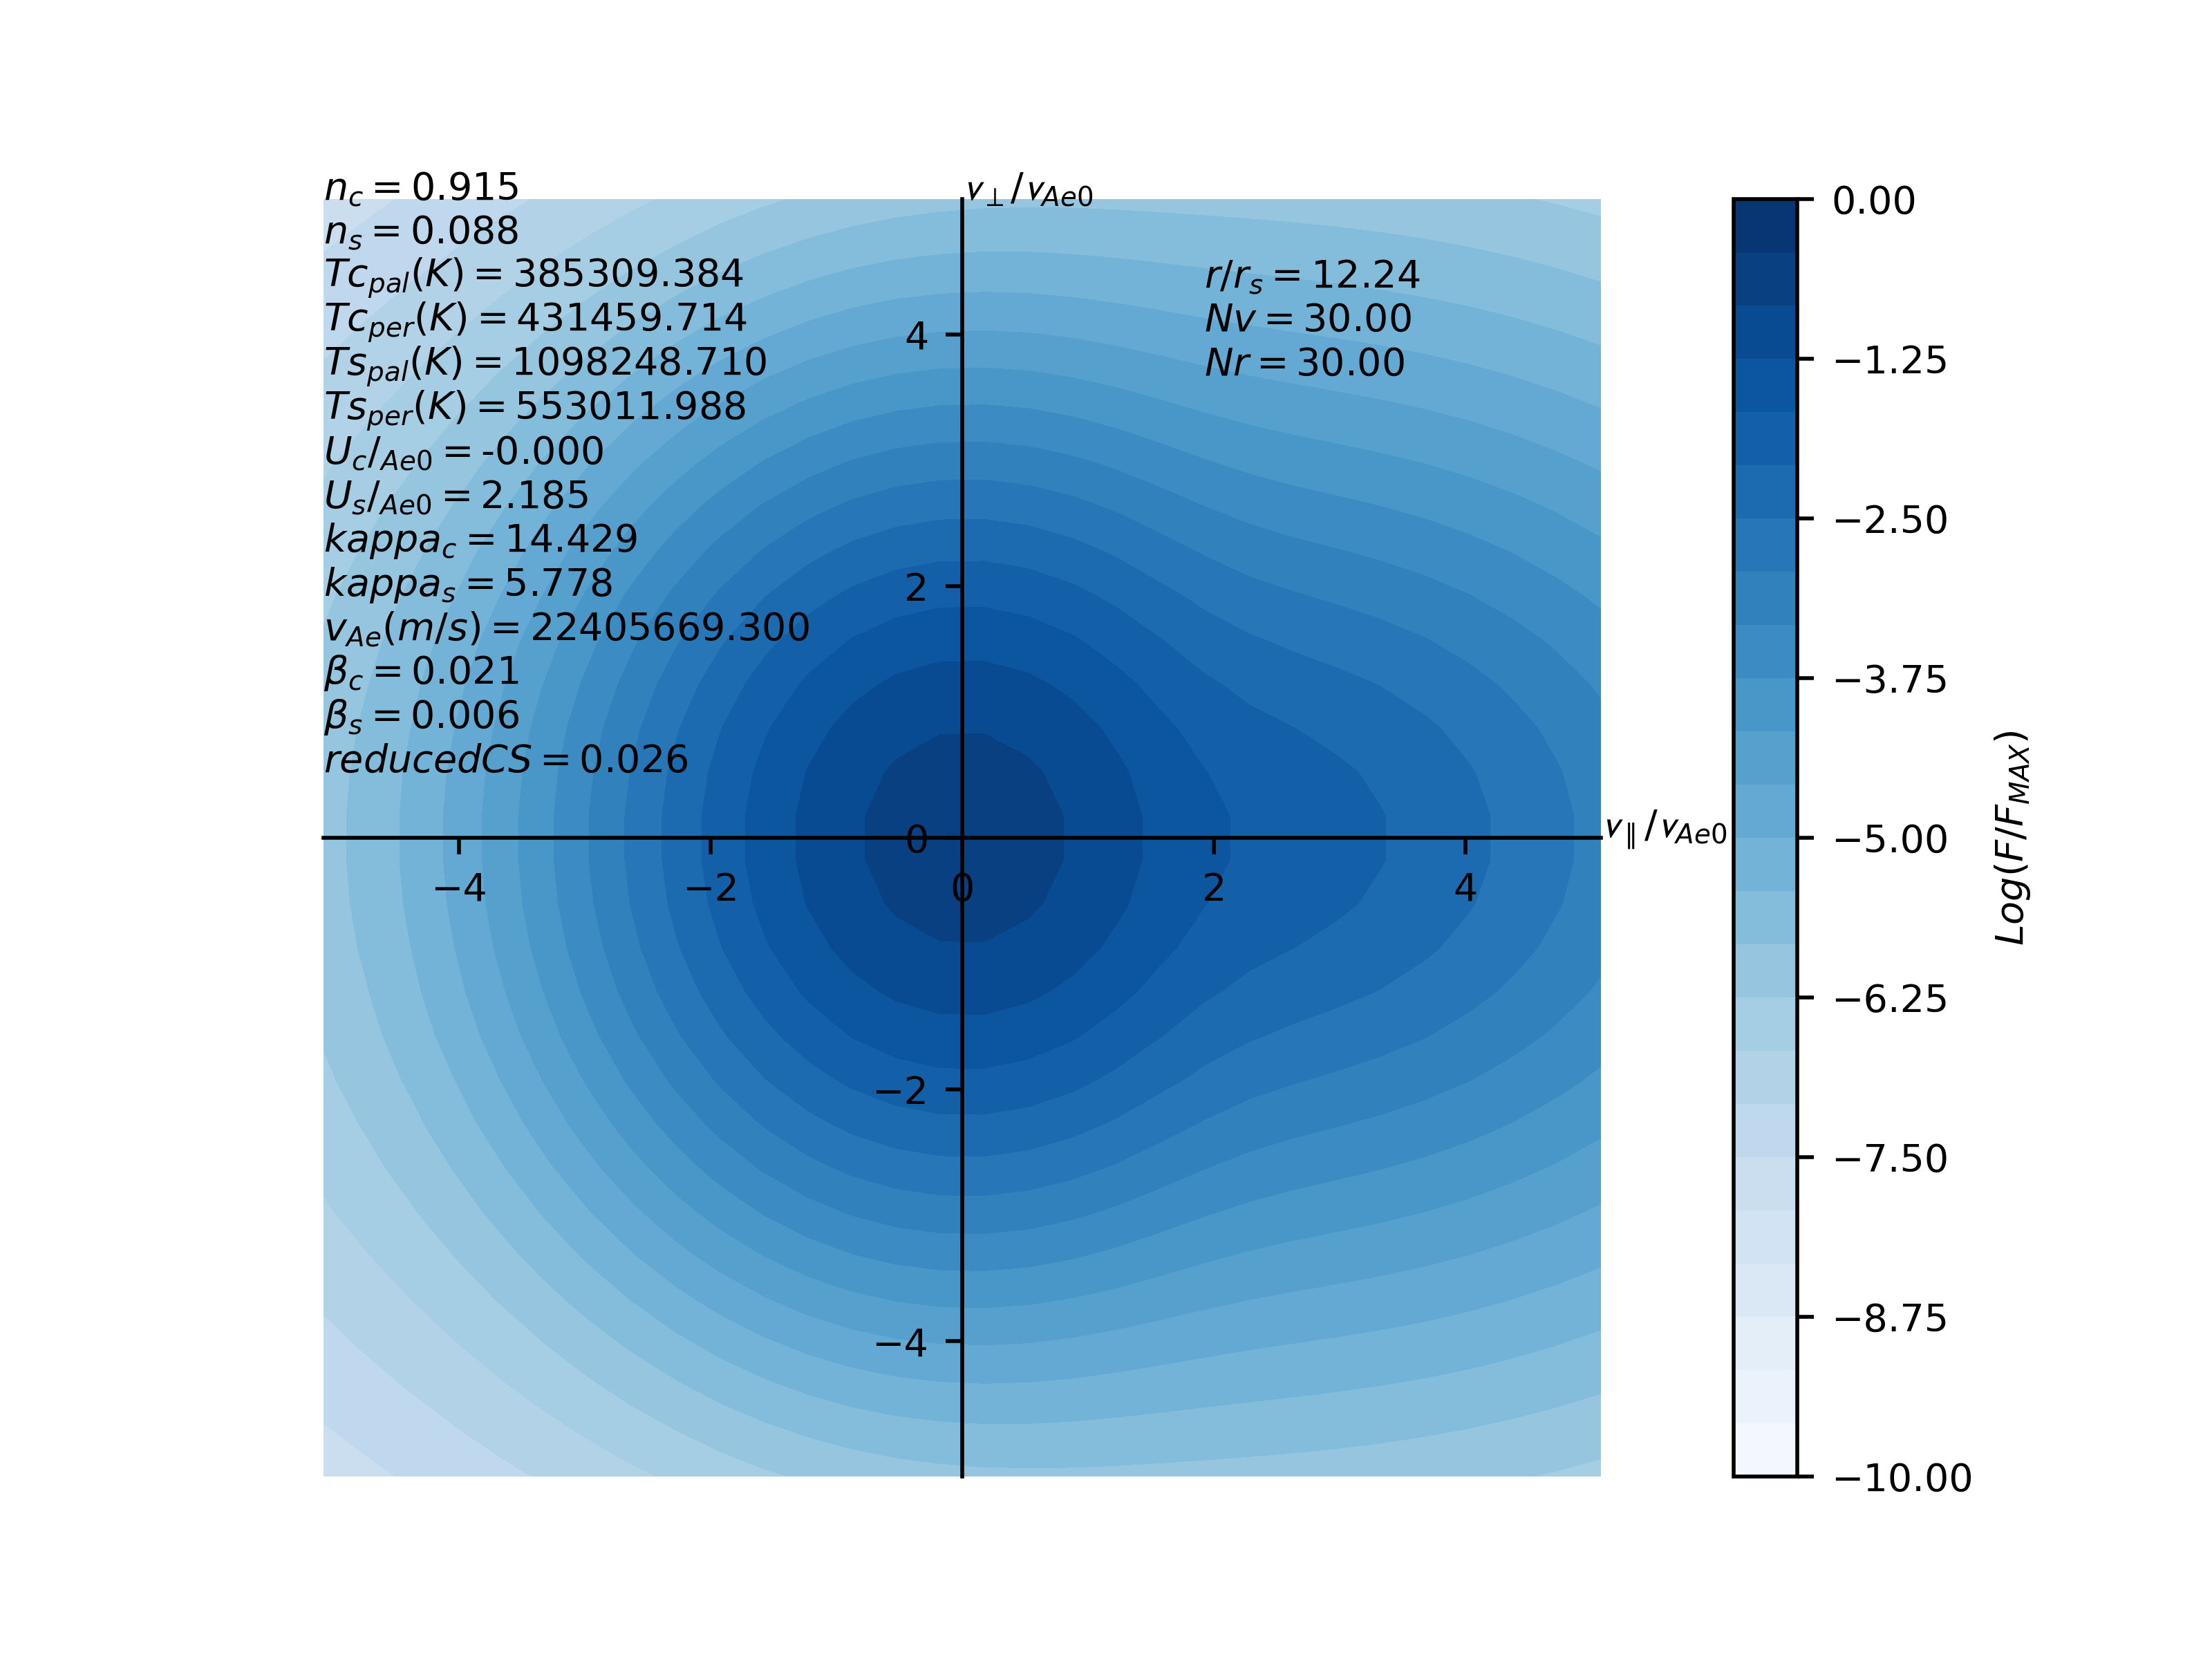 n_c = 0.915
n_s = 0.088
Tc_pal(K) = 385309.384
Tc_per(K) = 431459.714
Ts_pal(K) = 1098248.710
Ts_per(K) = 553011.988
U_c/_Ae0 = -0.000
U_s/_Ae0 = 2.185
kappa_c = 14.429
kappa_s = 5.778
v_Ae(m/s) = 22405669.300
β_c = 0.021
β_s = 0.006
reducedCS = 0.026
v_⊥/v_Ae0
r/r_s = 12.24
Nv = 30.00
Nr = 30.00
4
2
0
−2
−4
−4 −2 0 2 4
v_∥/v_Ae0
0.00
−1.25
−2.50
−3.75
−5.00
−6.25
−7.50
−8.75
−10.00
Log(F/F_MAX)